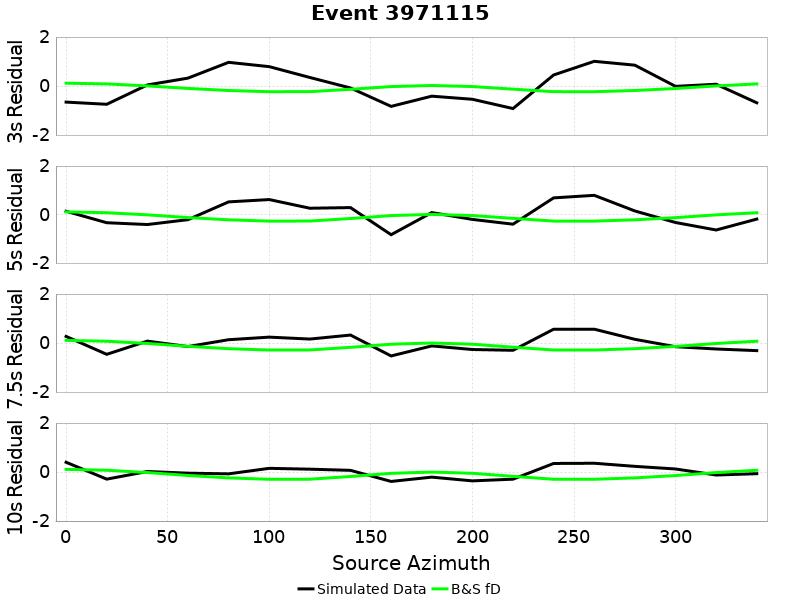 Event 3971115
3s Residual
2
0
-2
5s Residual
2
0
-2
7.5s Residual
2
0
-2
10s Residual
2
0
-2
0 50 100 150 200 250 300
Source Azimuth
Simulated Data B&S fD